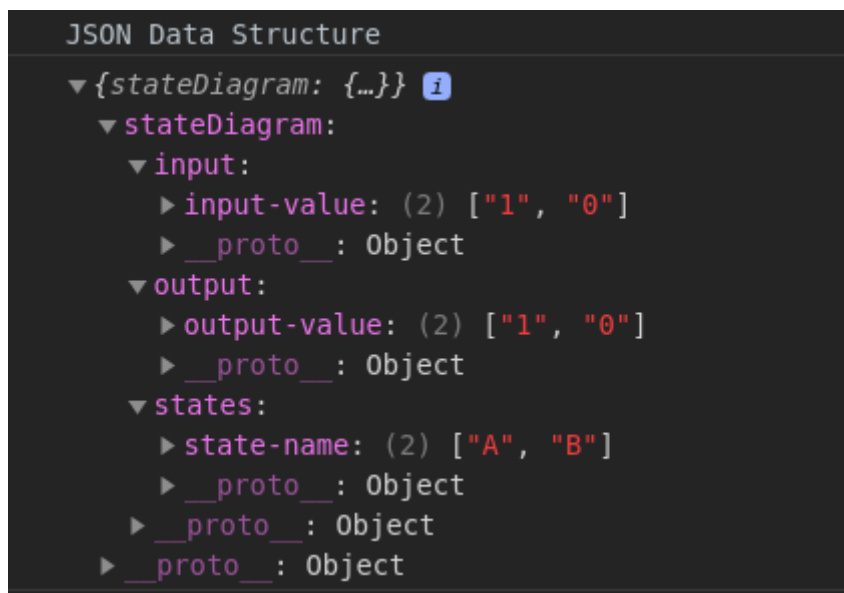 JSON Data Structure
▼{stateDiagram: {…}} i
▼stateDiagram:
▼input:
▶input-value: (2) ["1", "0"]
▶__proto__: Object
▼output:
▶output-value: (2) ["1", "0"]
▶__proto__: Object
▼states:
▶state-name: (2) ["A", "B"]
▶__proto__: Object
▶__proto__: Object
▶__proto__: Object